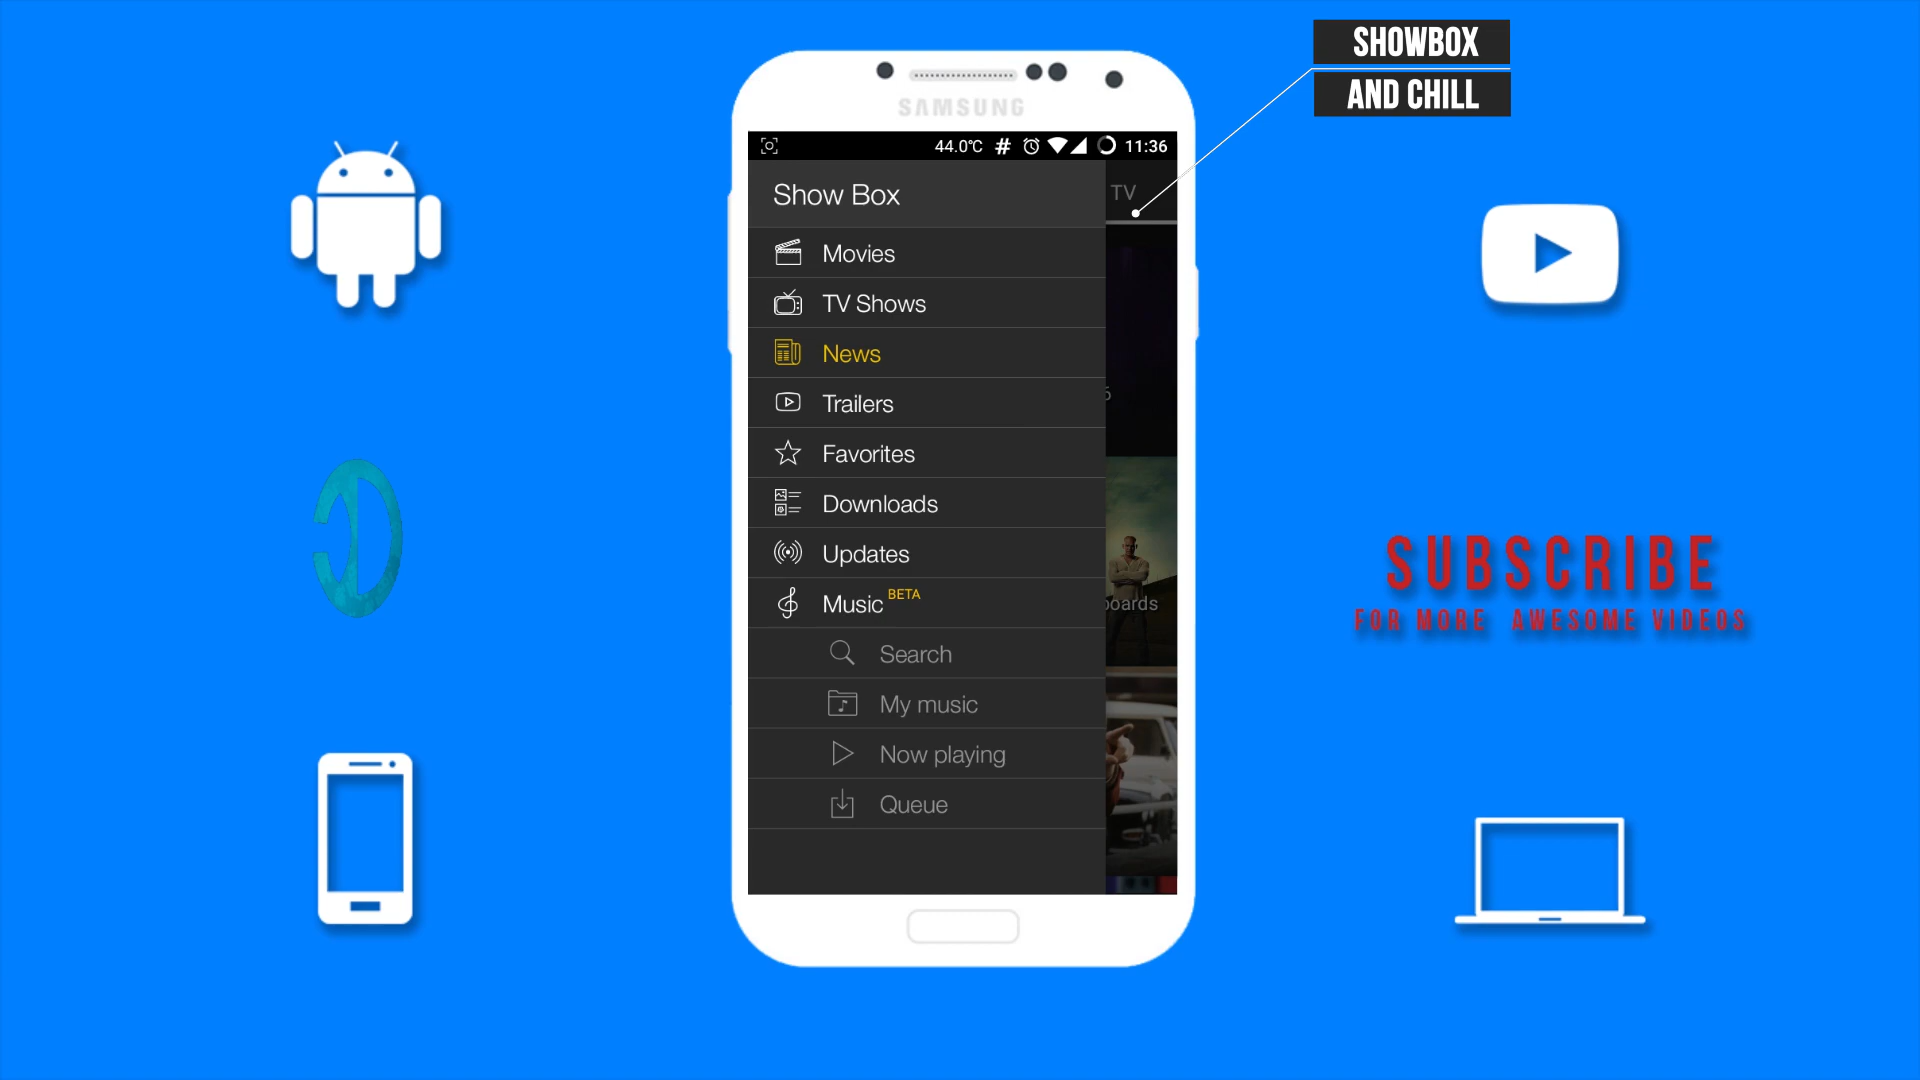 SHOWBOX
AND CHILL
SAMSUNG
44.0°C # 11:36
Show Box
TV
Movies
TV Shows
News
Trailers
Favorites
Downloads
Updates
Music BETA
Search
My music
Now playing
Queue
SUBSCRIBE
FOR MORE AWESOME VIDEOS